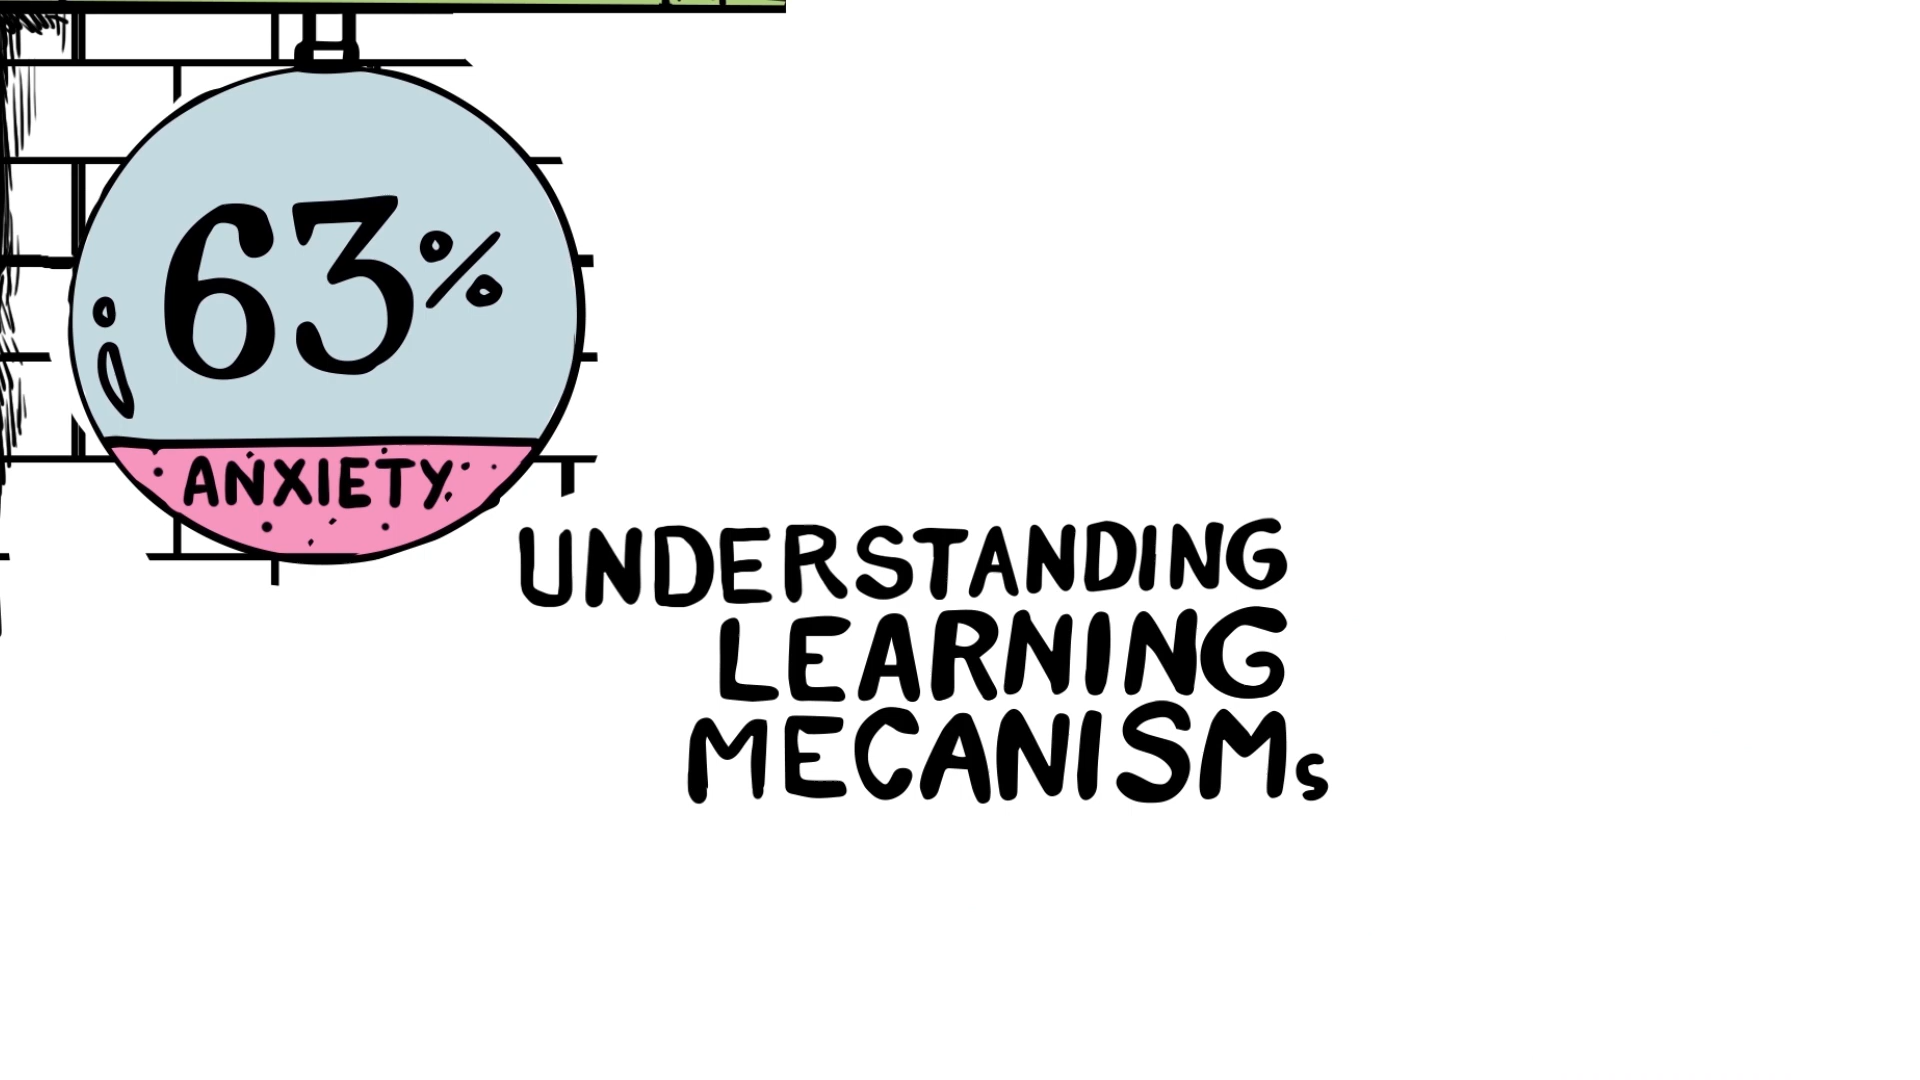 63%
ANXIETY
UNDERSTANDING
LEARNING
MECANISMs